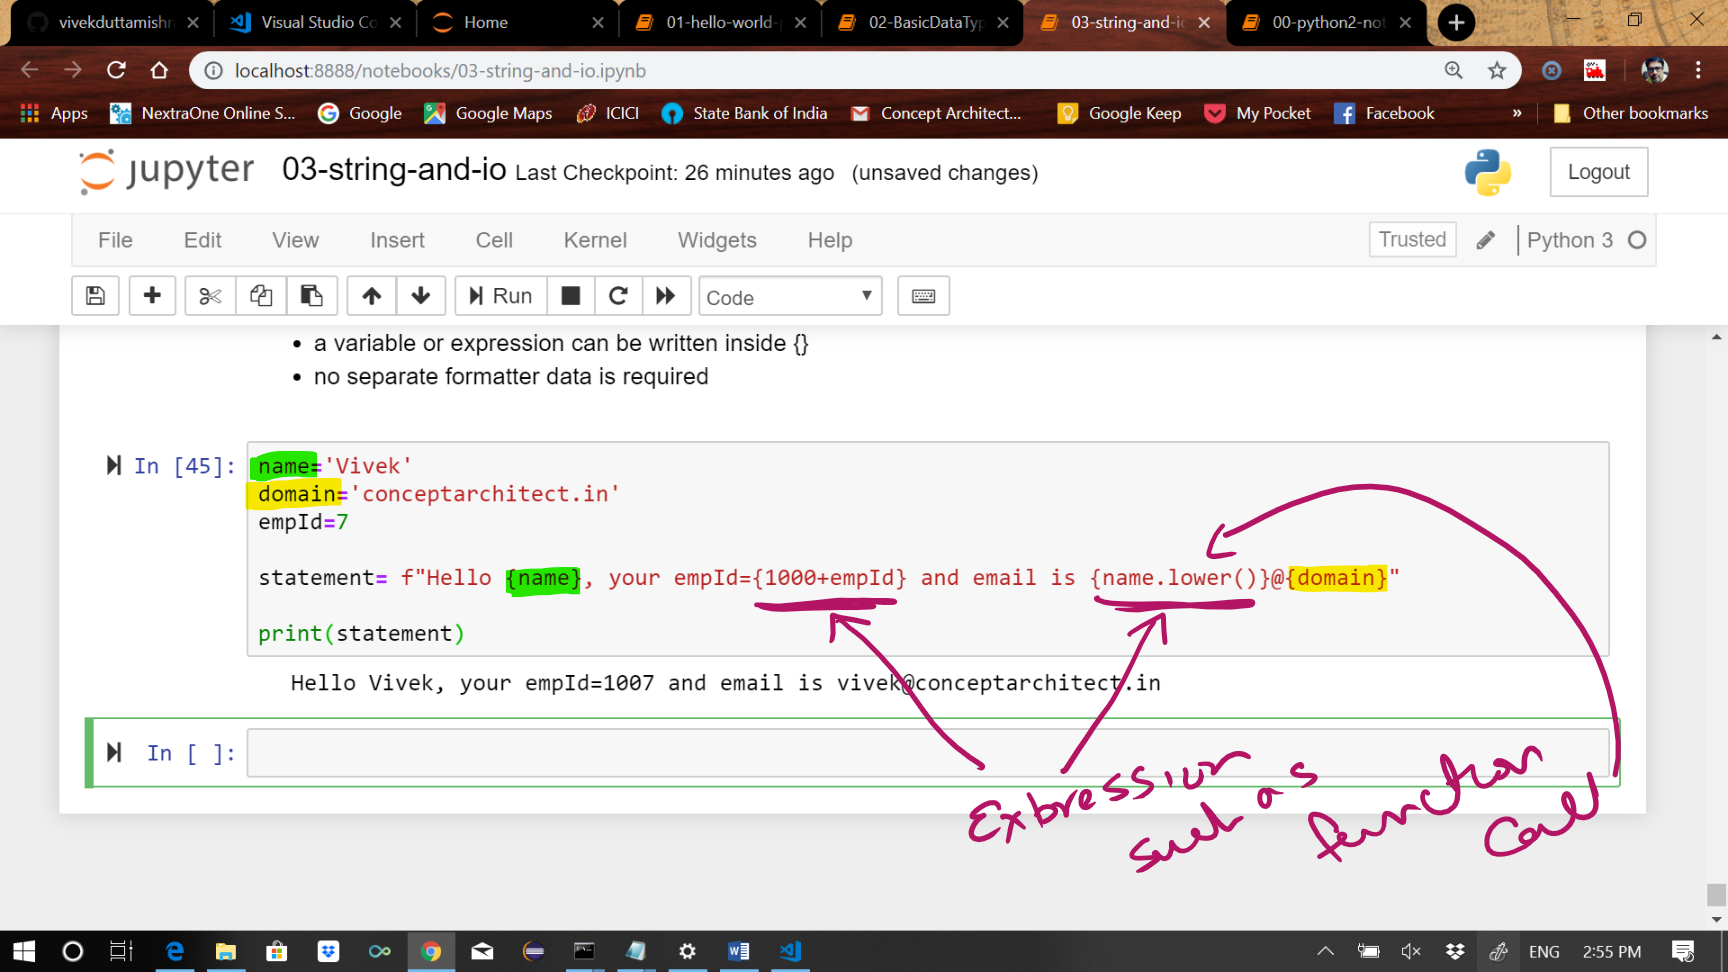 vivekduttamishr
Visual Studio Co
Home
01-hello-world-
02-BasicDataTyp
03-string-and-io
00-python2-not
localhost:8888/notebooks/03-string-and-io.ipynb
Apps NextraOne Online S... Google Google Maps ICICI State Bank of India Concept Architect... Google Keep My Pocket Facebook » Other bookmarks
jupyter 03-string-and-io Last Checkpoint: 26 minutes ago (unsaved changes) Logout
File Edit View Insert Cell Kernel Widgets Help Trusted Python 3
Run Code
• a variable or expression can be written inside {}
• no separate formatter data is required
In [45]: name='Vivek'
domain='conceptarchitect.in'
empId=7
statement= f"Hello {name}, your empId={1000+empId} and email is {name.lower()}@{domain}"
print(statement)
Hello Vivek, your empId=1007 and email is vivek@conceptarchitect.in
In [ ]:
Expression
such as
function
call
ENG 2:55 PM